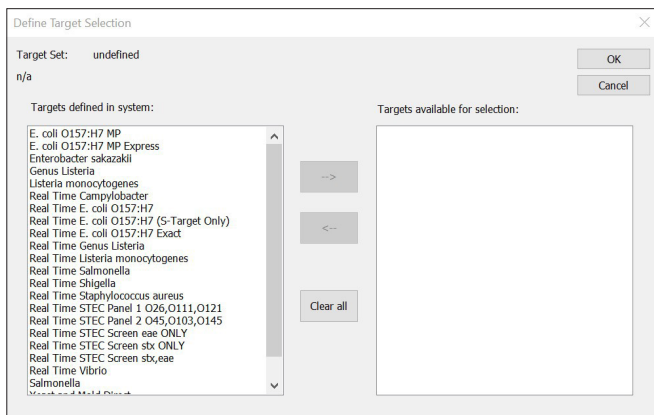 Define Target Selection
Target Set: undefined
n/a
OK
Cancel
Targets defined in system:
Targets available for selection:
E. coli O157:H7 MP
E. coli O157:H7 MP Express
Enterobacter sakazakii
Genus Listeria
Listeria monocytogenes
Real Time Campylobacter
Real Time E. coli O157:H7
Real Time E. coli O157:H7 (S-Target Only)
Real Time E. coli O157:H7 Exact
Real Time Genus Listeria
Real Time Listeria monocytogenes
Real Time Salmonella
Real Time Shigella
Real Time Staphylococcus aureus
Real Time STEC Panel 1 O26,O111,O121
Real Time STEC Panel 2 O45,O103,O145
Real Time STEC Screen eae ONLY
Real Time STEC Screen stx ONLY
Real Time STEC Screen stx,eae
Real Time Vibrio
Salmonella
Yeast and Mold Direct
-->
<--
Clear all